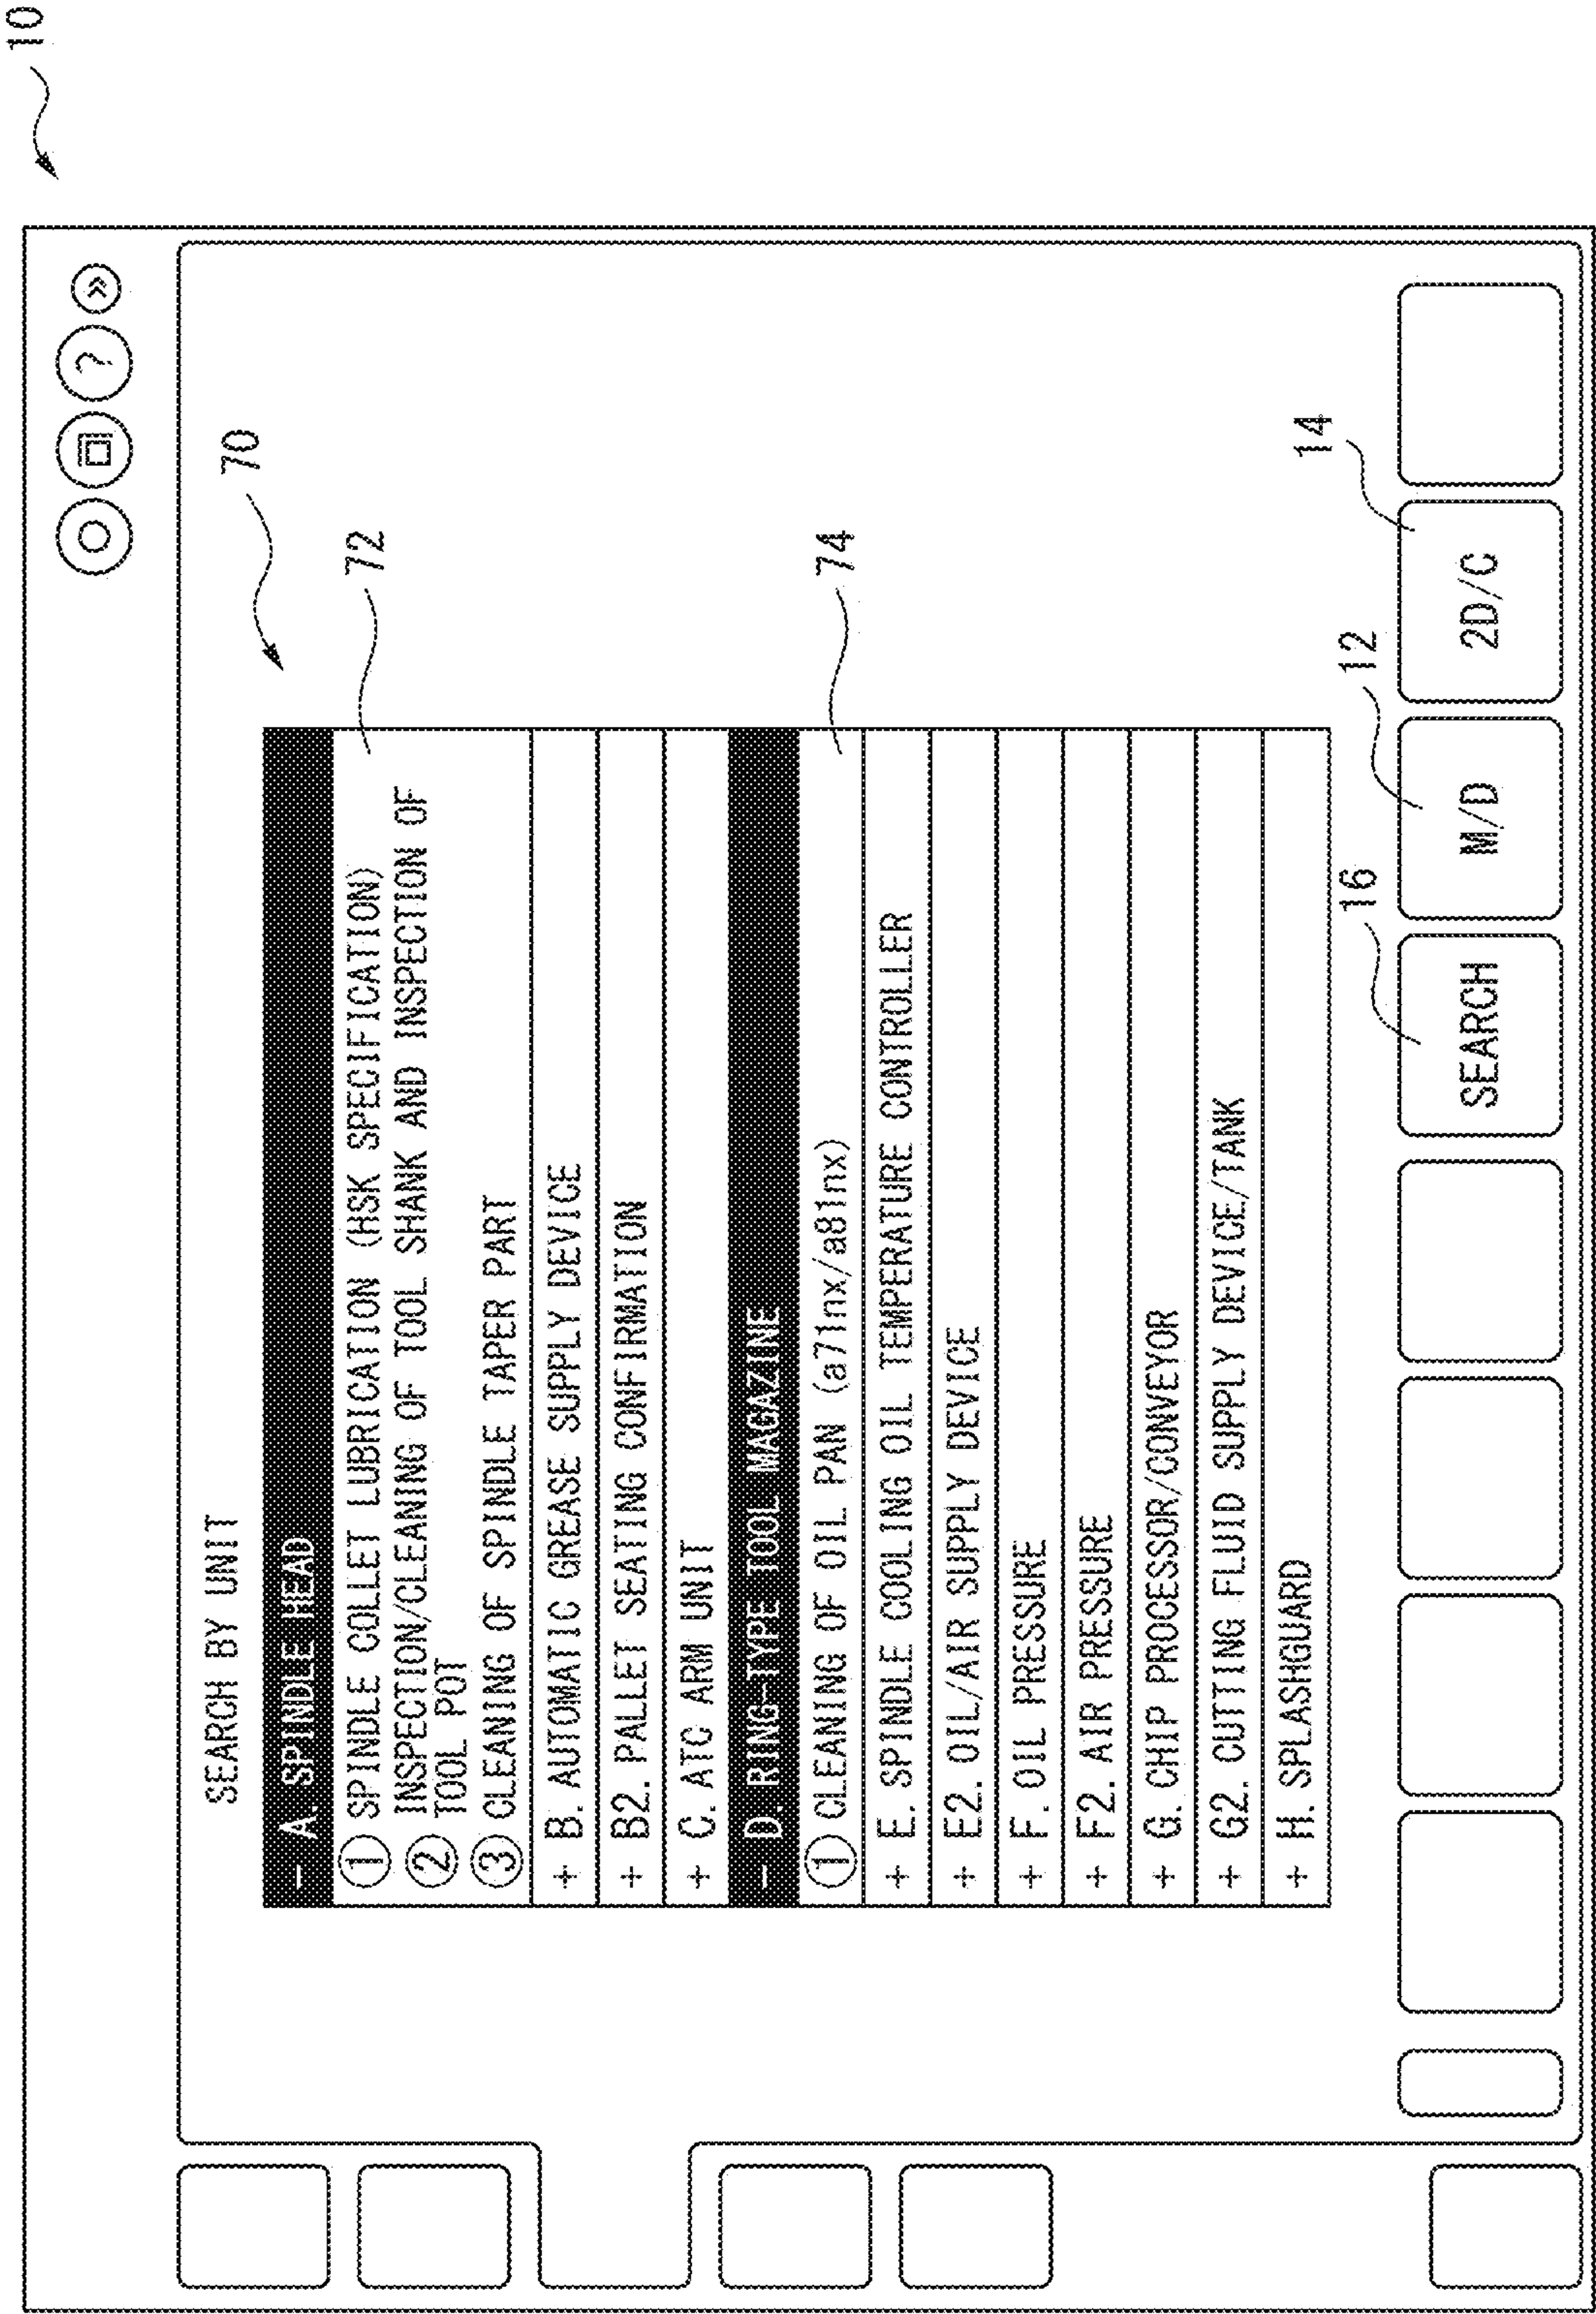 10
?
SEARCH BY UNIT
70
- A. SPINDLE HEAD
① SPINDLE COLLET LUBRICATION (HSK SPECIFICATION)
72
② INSPECTION/CLEANING OF TOOL SHANK AND INSPECTION OF
TOOL POT
③ CLEANING OF SPINDLE TAPER PART
+ B. AUTOMATIC GREASE SUPPLY DEVICE
+ B2. PALLET SEATING CONFIRMATION
+ C. ATC ARM UNIT
- D. RING-TYPE TOOL MAGAZINE
① CLEANING OF OIL PAN (a71nx/a81nx)
74
+ E. SPINDLE COOLING OIL TEMPERATURE CONTROLLER
+ E2. OIL/AIR SUPPLY DEVICE
+ F. OIL PRESSURE
+ F2. AIR PRESSURE
+ G. CHIP PROCESSOR/CONVEYOR
+ G2. CUTTING FLUID SUPPLY DEVICE/TANK
+ H. SPLASHGUARD
16
12
14
SEARCH
M/D
2D/C